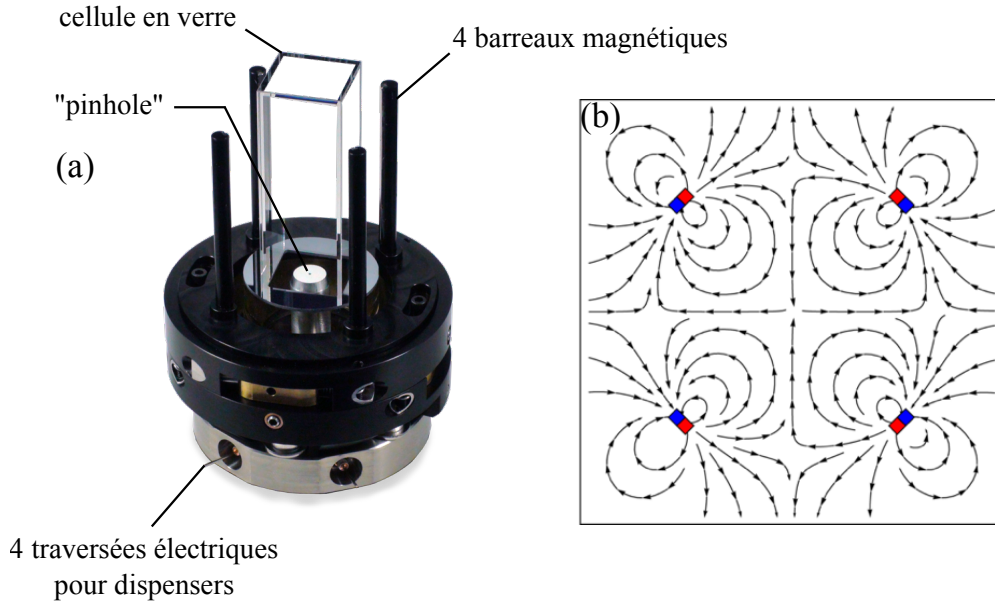 cellule en verre
4 barreaux magnétiques
"pinhole"
(a)
(b)
4 traversées électriques
pour dispensers